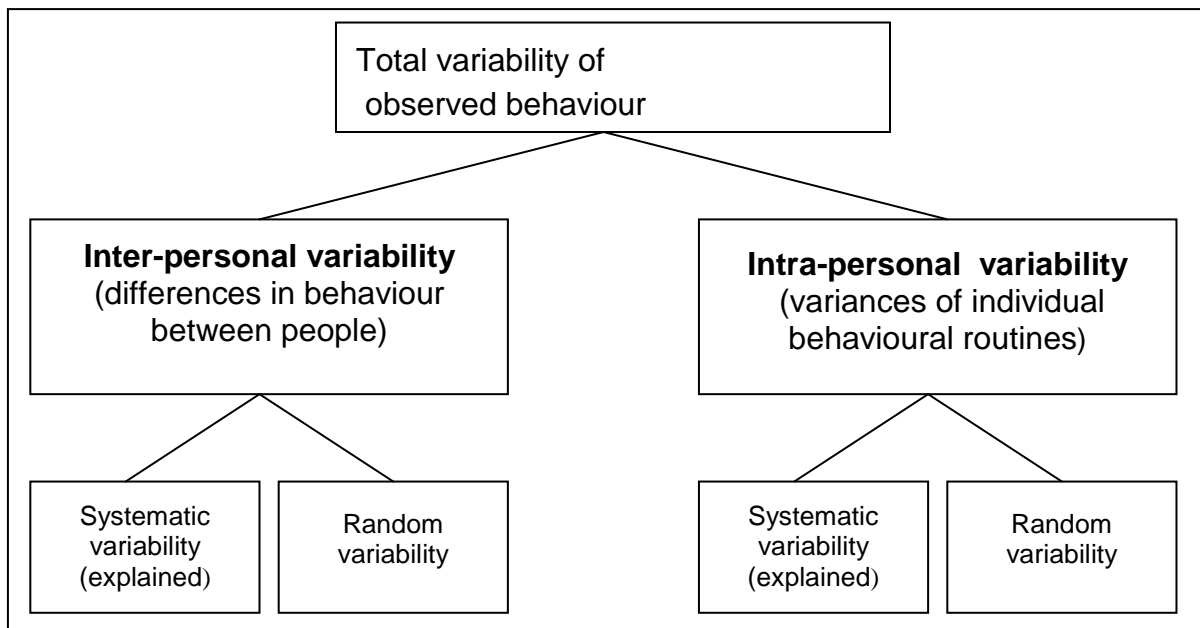 Total variability of
observed behaviour
Inter-personal variability
(differences in behaviour
between people)
Intra-personal variability
(variances of individual
behavioural routines)
Systematic
variability
(explained)
Random
variability
Systematic
variability
(explained)
Random
variability